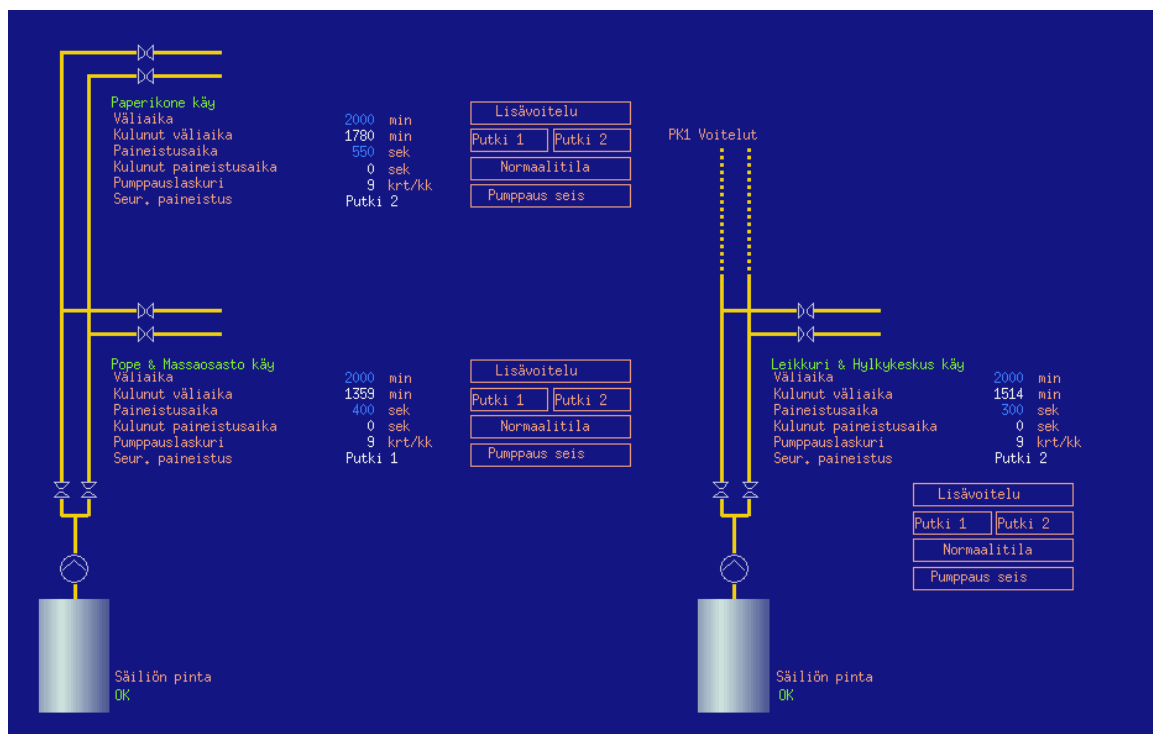 Paperikone käy
Väliaika 2000 min
Kulunut väliaika 1780 min
Paineistusaika 550 sek
Kulunut paineistusaika 0 sek
Pumppauslaskuri 9 krt/kk
Seur. paineistus Putki 2
Lisävoitelu
Putki 1 Putki 2
Normaalitila
Pumppaus seis
PK1 Voitelut
Pope & Massaosasto käy
Väliaika 2000 min
Kulunut väliaika 1359 min
Paineistusaika 400 sek
Kulunut paineistusaika 0 sek
Pumppauslaskuri 9 krt/kk
Seur. paineistus Putki 1
Lisävoitelu
Putki 1 Putki 2
Normaalitila
Pumppaus seis
Leikkuri & Hylkykeskus käy
Väliaika 2000 min
Kulunut väliaika 1514 min
Paineistusaika 300 sek
Kulunut paineistusaika 0 sek
Pumppauslaskuri 9 krt/kk
Seur. paineistus Putki 2
Lisävoitelu
Putki 1 Putki 2
Normaalitila
Pumppaus seis
Säiliön pinta
OK
Säiliön pinta
OK